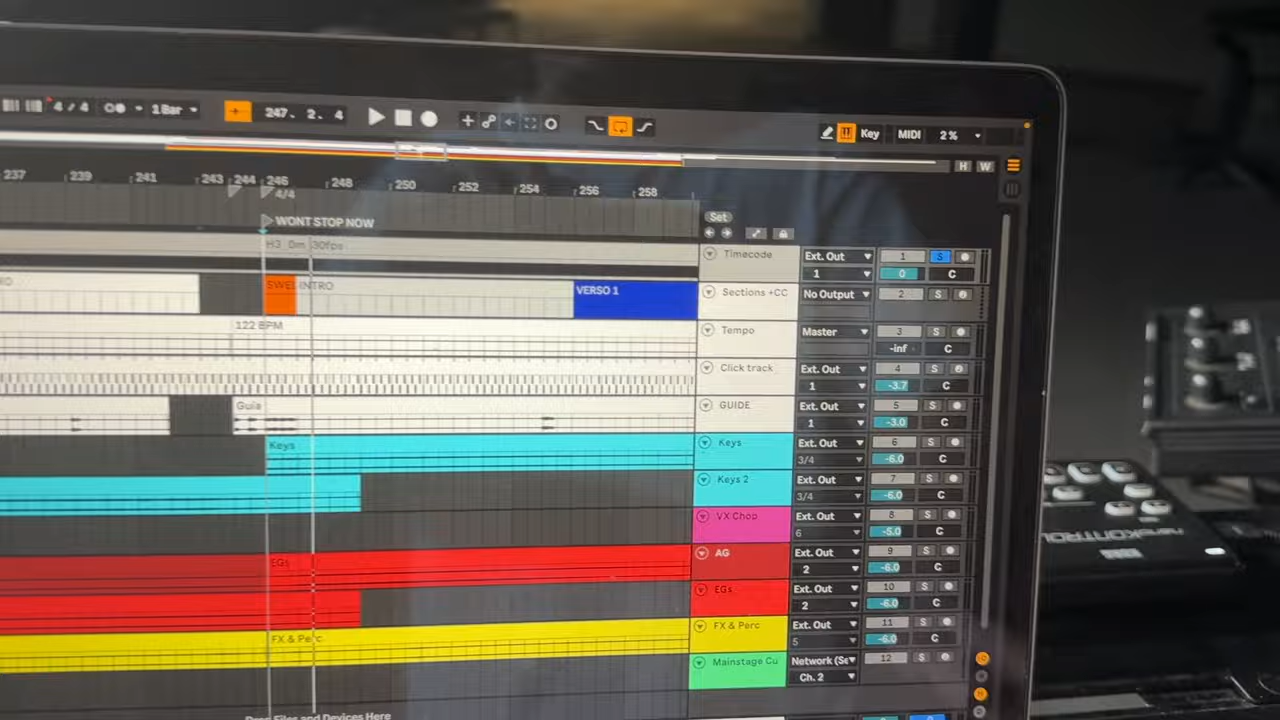 4 / 4 1 Bar 247. 2. 4 Key MIDI 2 %
H W
237 239 241 243 244 246 248 250 252 254 256 258
4/4
Set
WONT STOP NOW
H3_0m 30fps
Timecode Ext. Out 1 S
1 0 C
SWEL INTRO VERSO 1 Sections +CC No Output 2 S
122 BPM Tempo Master 3 S
-inf C
Click track Ext. Out 4 S
1 -3.7 C
Guia GUIDE Ext. Out 5 S
1 -3.0 C
Keys Keys Ext. Out 6 S
3/4 -6.0 C
Keys 2 Ext. Out 7 S
3/4 -6.0 C
VX Chop Ext. Out 8 S
6 -5.0 C
EGs AG Ext. Out 9 S
2 -6.0 C
EGs Ext. Out 10 S
2 -6.0 C
FX & Perc FX & Perc Ext. Out 11 S
5 -6.0 C
Mainstage Cu Network (Se 12 S
Ch. 2
Drop Files and Devices Here
nanoKONTROL